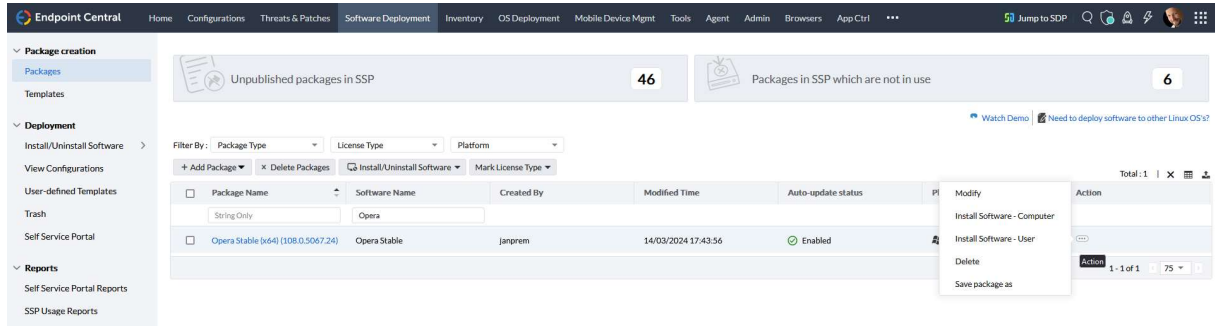 Endpoint Central Home Configurations Threats & Patches Software Deployment Inventory OS Deployment Mobile Device Mgmt Tools Agent Admin Browsers App Ctrl ••• Jump to SDP
Package creation
Packages
Templates
Deployment
Install/Uninstall Software
View Configurations
User-defined Templates
Trash
Self Service Portal
Reports
Self Service Portal Reports
SSP Usage Reports
Unpublished packages in SSP 46
Packages in SSP which are not in use 6
Watch Demo Need to deploy software to other Linux OS's?
Filter By : Package Type License Type Platform
+ Add Package × Delete Packages Install/Uninstall Software Mark License Type
Total : 1
Package Name Software Name Created By Modified Time Auto-update status Action
String Only Opera
Opera Stable (x64) (108.0.5067.24) Opera Stable janprem 14/03/2024 17:43:56 Enabled
Modify
Install Software - Computer
Install Software - User
Delete
Save package as
Action
1 - 1 of 1 75